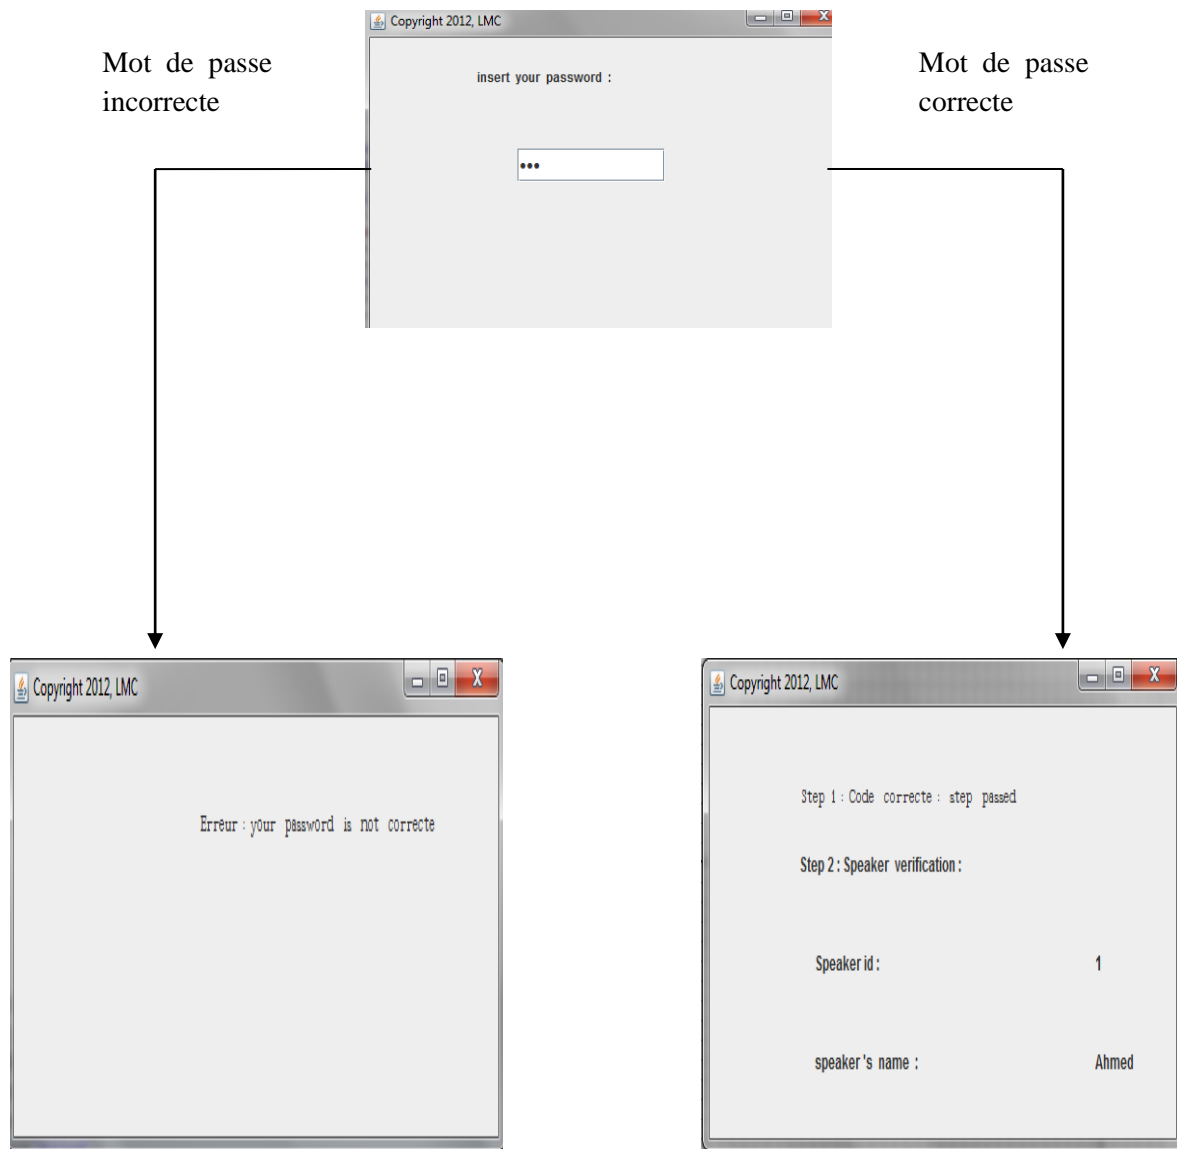 Copyright 2012, LMC
Mot de passe
incorrecte
Mot de passe
correcte
insert your password :
•••
Copyright 2012, LMC
Erreur : your password is not correcte
Copyright 2012, LMC
Step 1 : Code correcte : step passed
Step 2 : Speaker verification :
Speaker id : 1
speaker's name : Ahmed